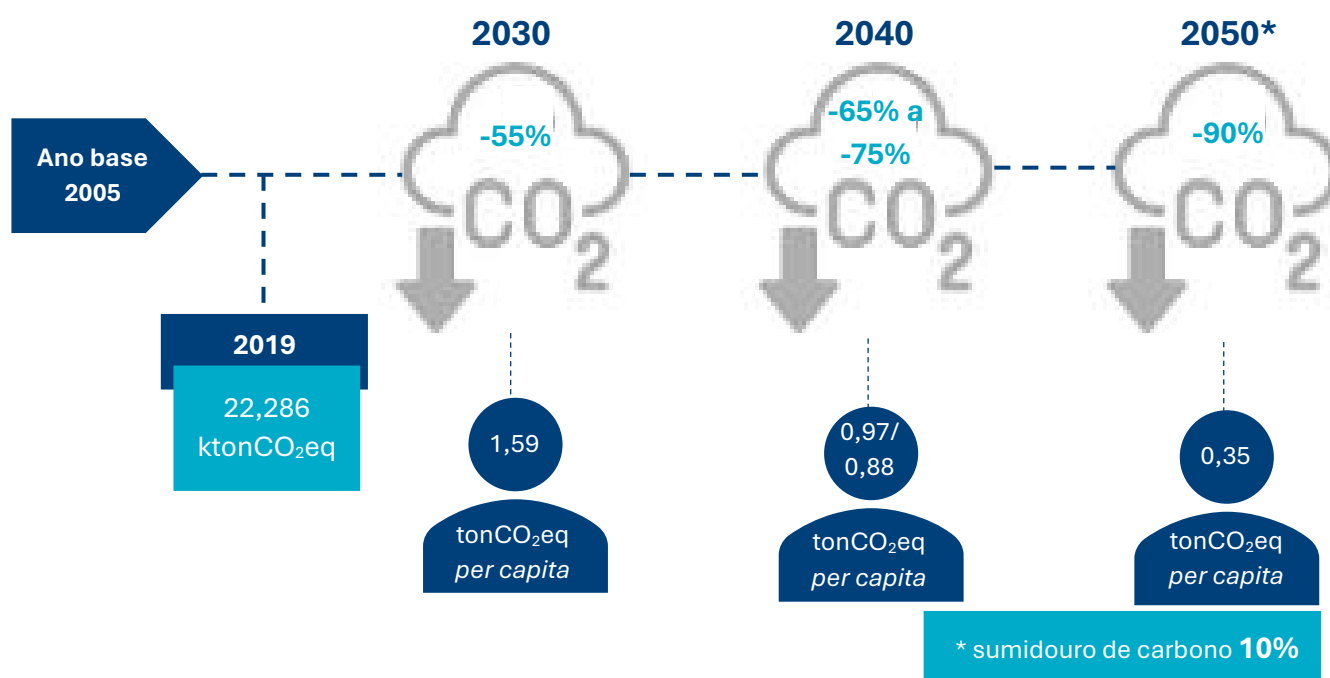 2030
2040
2050*
Ano base
2005
-55%
-65% a
-75%
-90%
CO2
CO2
CO2
2019
22,286
ktonCO₂eq
1,59
tonCO₂eq
per capita
0,97/
0,88
tonCO₂eq
per capita
0,35
tonCO₂eq
per capita
* sumidouro de carbono 10%